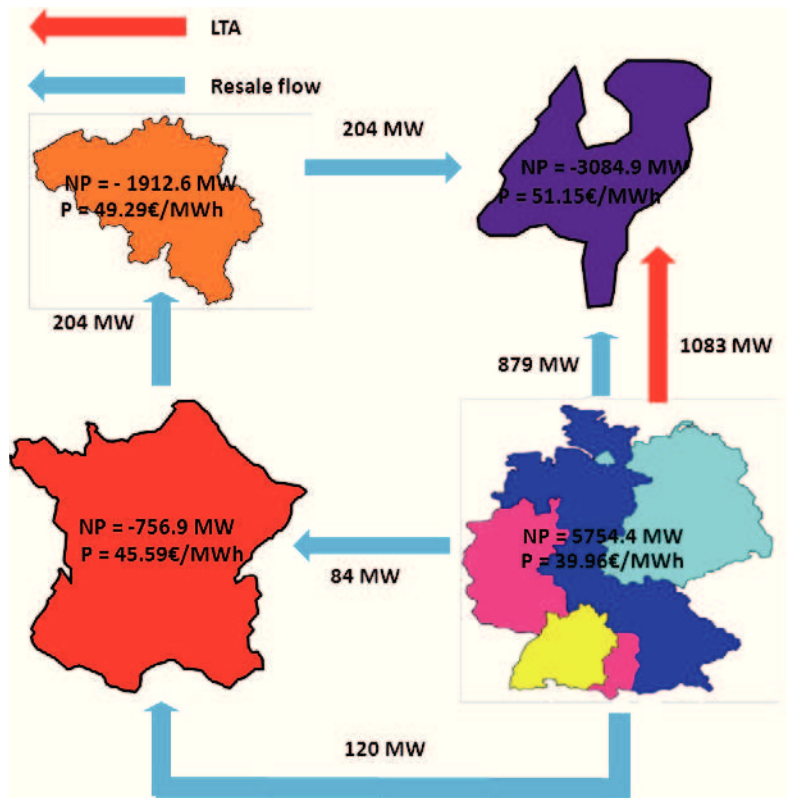 LTA
Resale flow
204 MW
NP = - 1912.6 MW
P = 49.29€/MWh
NP = -3084.9 MW
P = 51.15€/MWh
204 MW
879 MW
1083 MW
NP = -756.9 MW
P = 45.59€/MWh
NP = 5754.4 MW
P = 39.96€/MWh
84 MW
120 MW